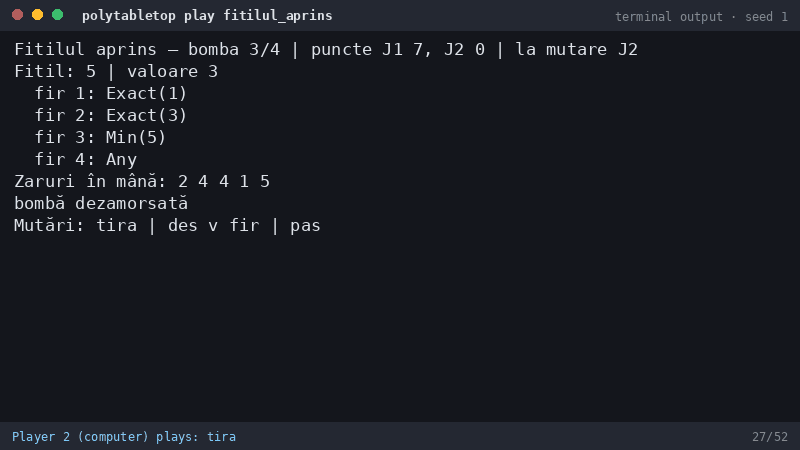 polytabletop play fitilul_aprins
terminal output · seed 1
Fitilul aprins — bomba 3/4 | puncte J1 7, J2 0 | la mutare J2
Fitil: 5 | valoare 3
fir 1: Exact(1)
fir 2: Exact(3)
fir 3: Min(5)
fir 4: Any
Zaruri în mână: 2 4 4 1 5
bombă dezamorsată
Mutări: tira | des v fir | pas
Player 2 (computer) plays: tira
27/52